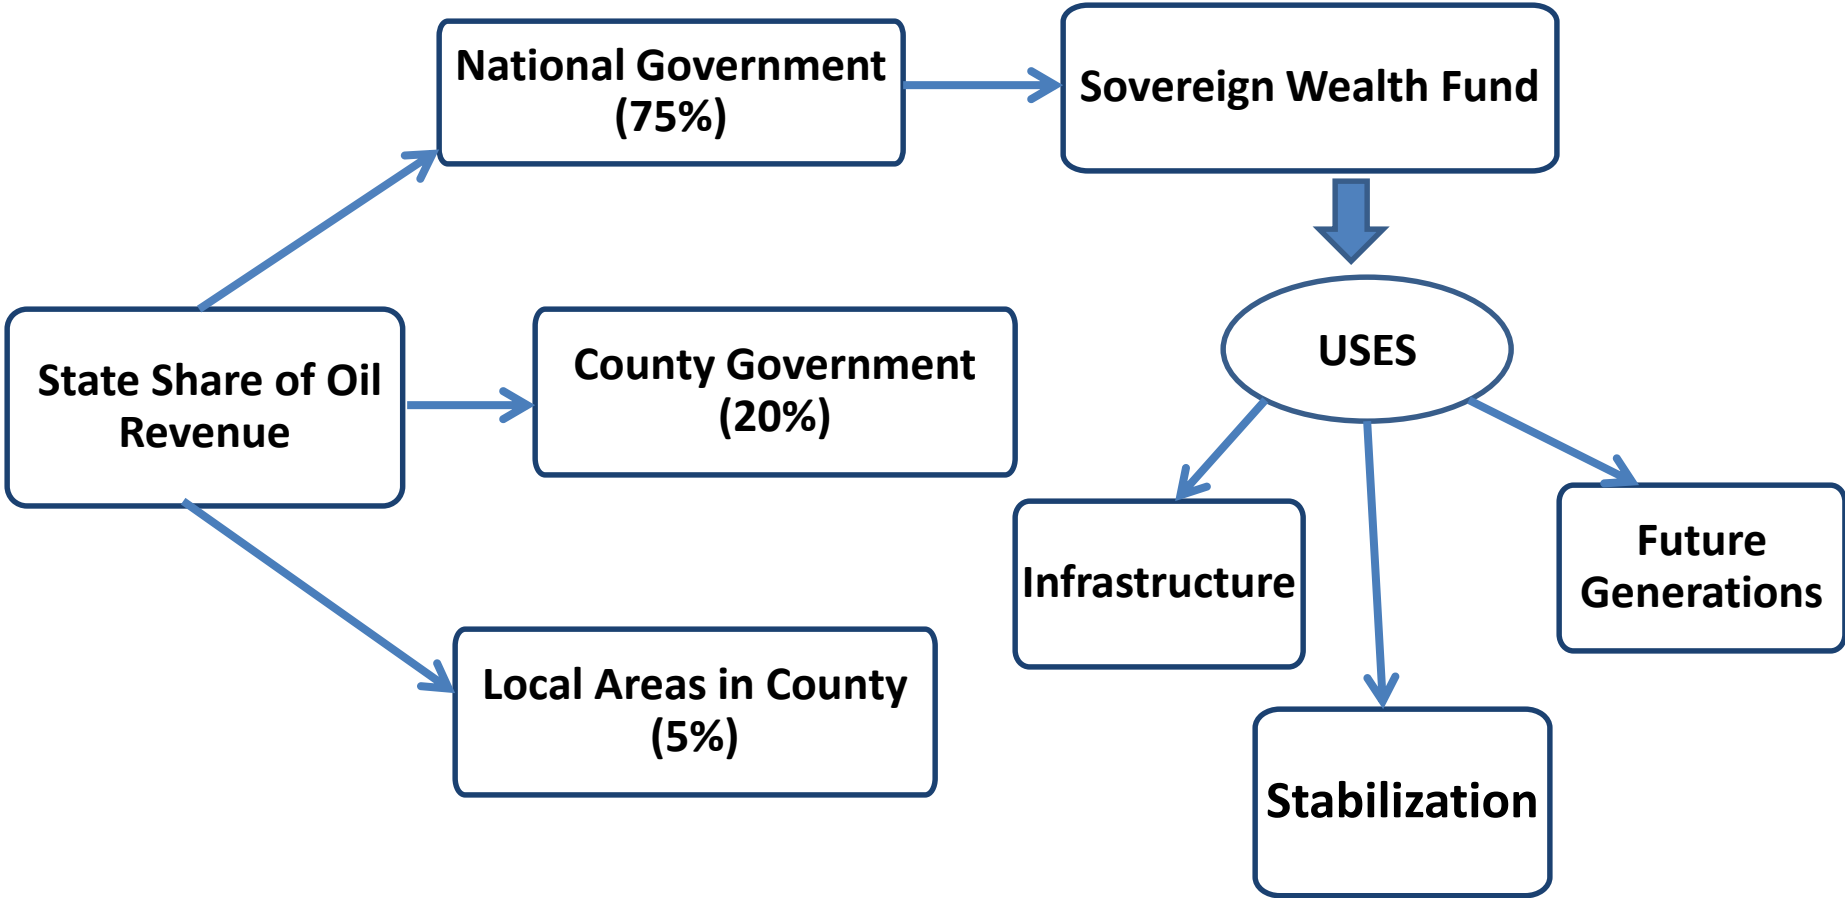 National Government
(75%)
Sovereign Wealth Fund
State Share of Oil
Revenue
County Government
(20%)
USES
Local Areas in County
(5%)
Infrastructure
Future
Generations
Stabilization